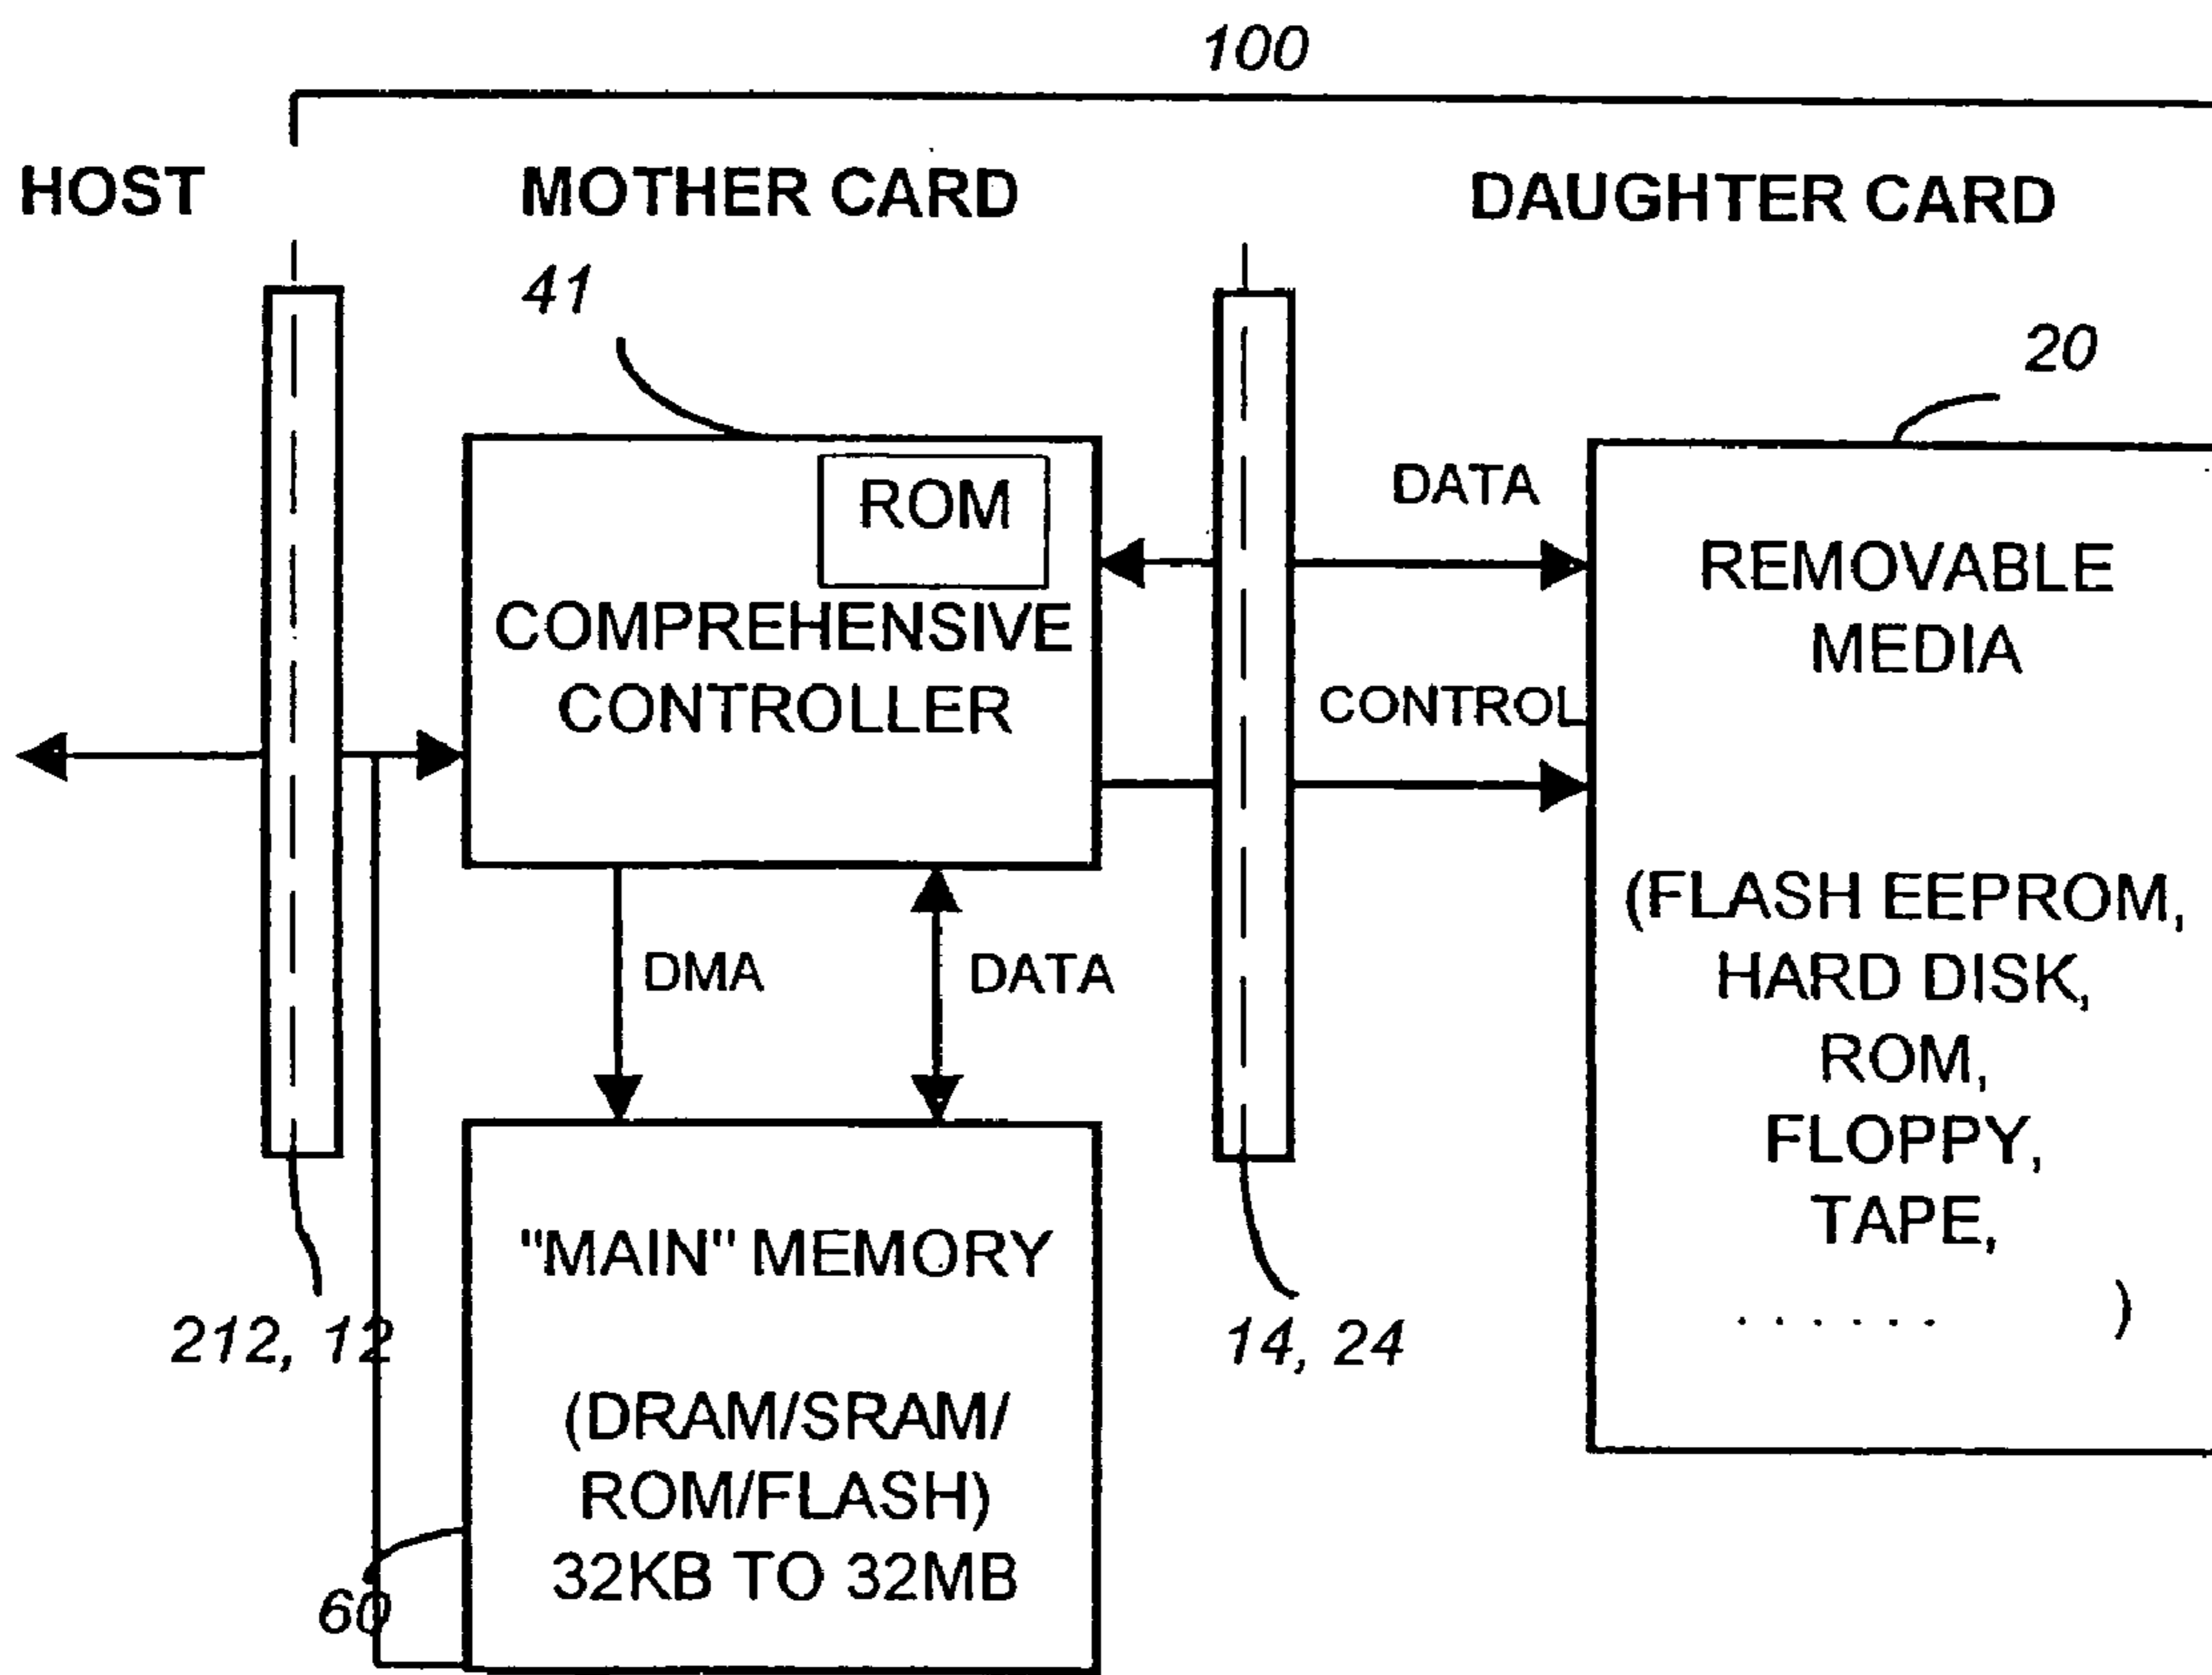 100
HOST
MOTHER CARD
DAUGHTER CARD
41
20
ROM
COMPREHENSIVE
CONTROLLER
DATA
CONTROL
REMOVABLE
MEDIA
(FLASH EEPROM,
HARD DISK,
ROM,
FLOPPY,
TAPE,
. . . . . . )
DMA
DATA
"MAIN" MEMORY
(DRAM/SRAM/
ROM/FLASH)
32KB TO 32MB
212, 12
14, 24
60